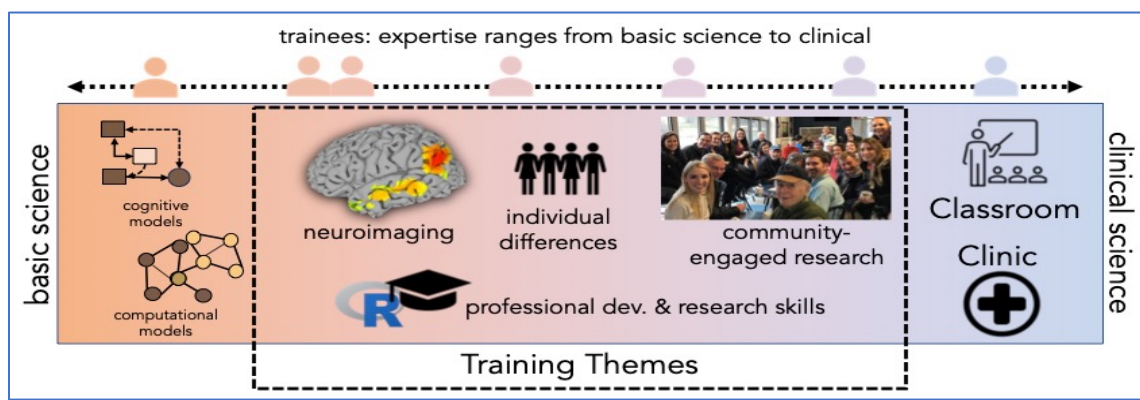 trainees: expertise ranges from basic science to clinical
basic science
cognitive
models
computational
models
neuroimaging
individual
differences
community-
engaged research
R
professional dev. & research skills
Classroom
Clinic
clinical science
Training Themes